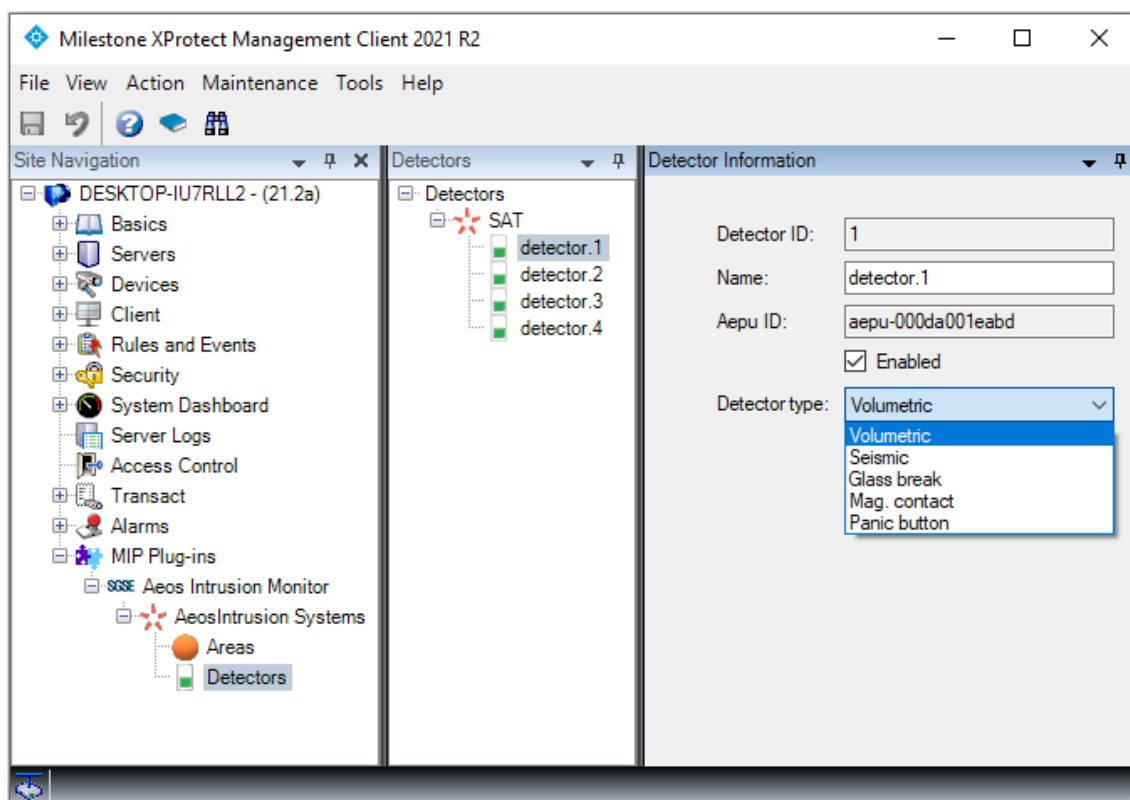 Milestone XProtect Management Client 2021 R2
File View Action Maintenance Tools Help
Site Navigation
DESKTOP-IU7RLL2 - (21.2a)
Basics
Servers
Devices
Client
Rules and Events
Security
System Dashboard
Server Logs
Access Control
Transact
Alarms
MIP Plug-ins
SGSE Aeos Intrusion Monitor
AeosIntrusion Systems
Areas
Detectors
Detectors
Detectors
SAT
detector.1
detector.2
detector.3
detector.4
Detector Information
Detector ID: 1
Name: detector.1
Aepu ID: aepu-000da001eabd
Enabled
Detector type: Volumetric
Volumetric
Seismic
Glass break
Mag. contact
Panic button